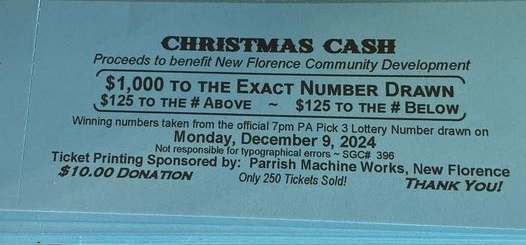 CHRISTMAS CASH
Proceeds to benefit New Florence Community Development
$1,000 TO THE EXACT NUMBER DRAWN
$125 TO THE # ABOVE ~ $125 TO THE # BELOW
Winning numbers taken from the official 7pm PA Pick 3 Lottery Number drawn on
Monday, December 9, 2024
Not responsible for typographical errors ~ SGC# 396
Ticket Printing Sponsored by: Parrish Machine Works, New Florence
$10.00 DONATION Only 250 Tickets Sold! THANK YOU!